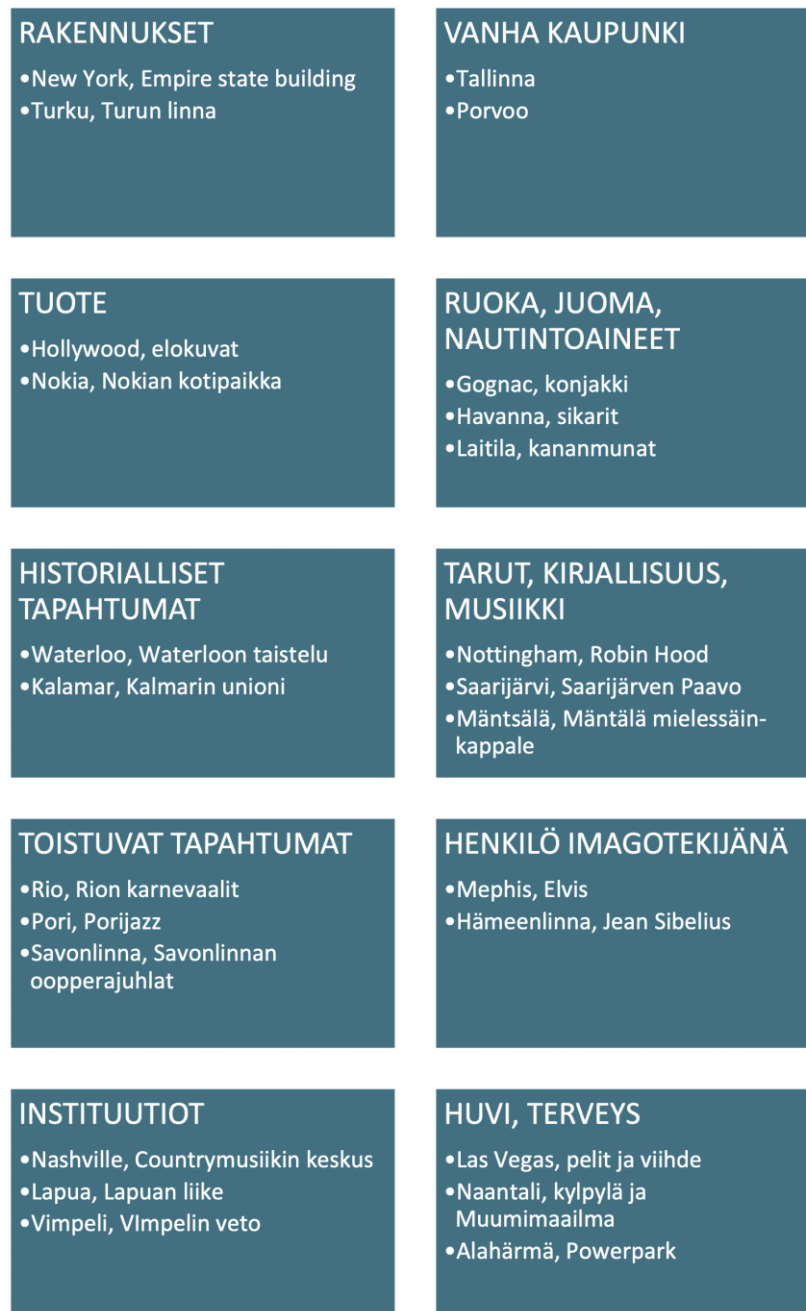 RAKENNUKSET
•New York, Empire state building
•Turku, Turun linna
VANHA KAUPUNKI
•Tallinna
•Porvoo
TUOTE
•Hollywood, elokuvat
•Nokia, Nokian kotipaikka
RUOKA, JUOMA,
NAUTINTOAINEET
•Gognac, konjakki
•Havanna, sikarit
•Laitila, kananmunat
HISTORIALLISET
TAPAHTUMAT
•Waterloo, Waterloon taistelu
•Kalamar, Kalmarin unioni
TARUT, KIRJALLISUUS,
MUSIIKKI
•Nottingham, Robin Hood
•Saarijärvi, Saarijärven Paavo
•Mäntsälä, Mäntälä mielessäin-
kappale
TOISTUVAT TAPAHTUMAT
•Rio, Rion karnevaalit
•Pori, Porijazz
•Savonlinna, Savonlinnan
oopperajuhlat
HENKILÖ IMAGOTEKIJÄNÄ
•Mephis, Elvis
•Hämeenlinna, Jean Sibelius
INSTITUUTIOT
•Nashville, Countrymusiikin keskus
•Lapua, Lapuan liike
•Vimpeli, VImpelin veto
HUVI, TERVEYS
•Las Vegas, pelit ja viihde
•Naantali, kylpylä ja
Muumimaailma
•Alahärmä, Powerpark